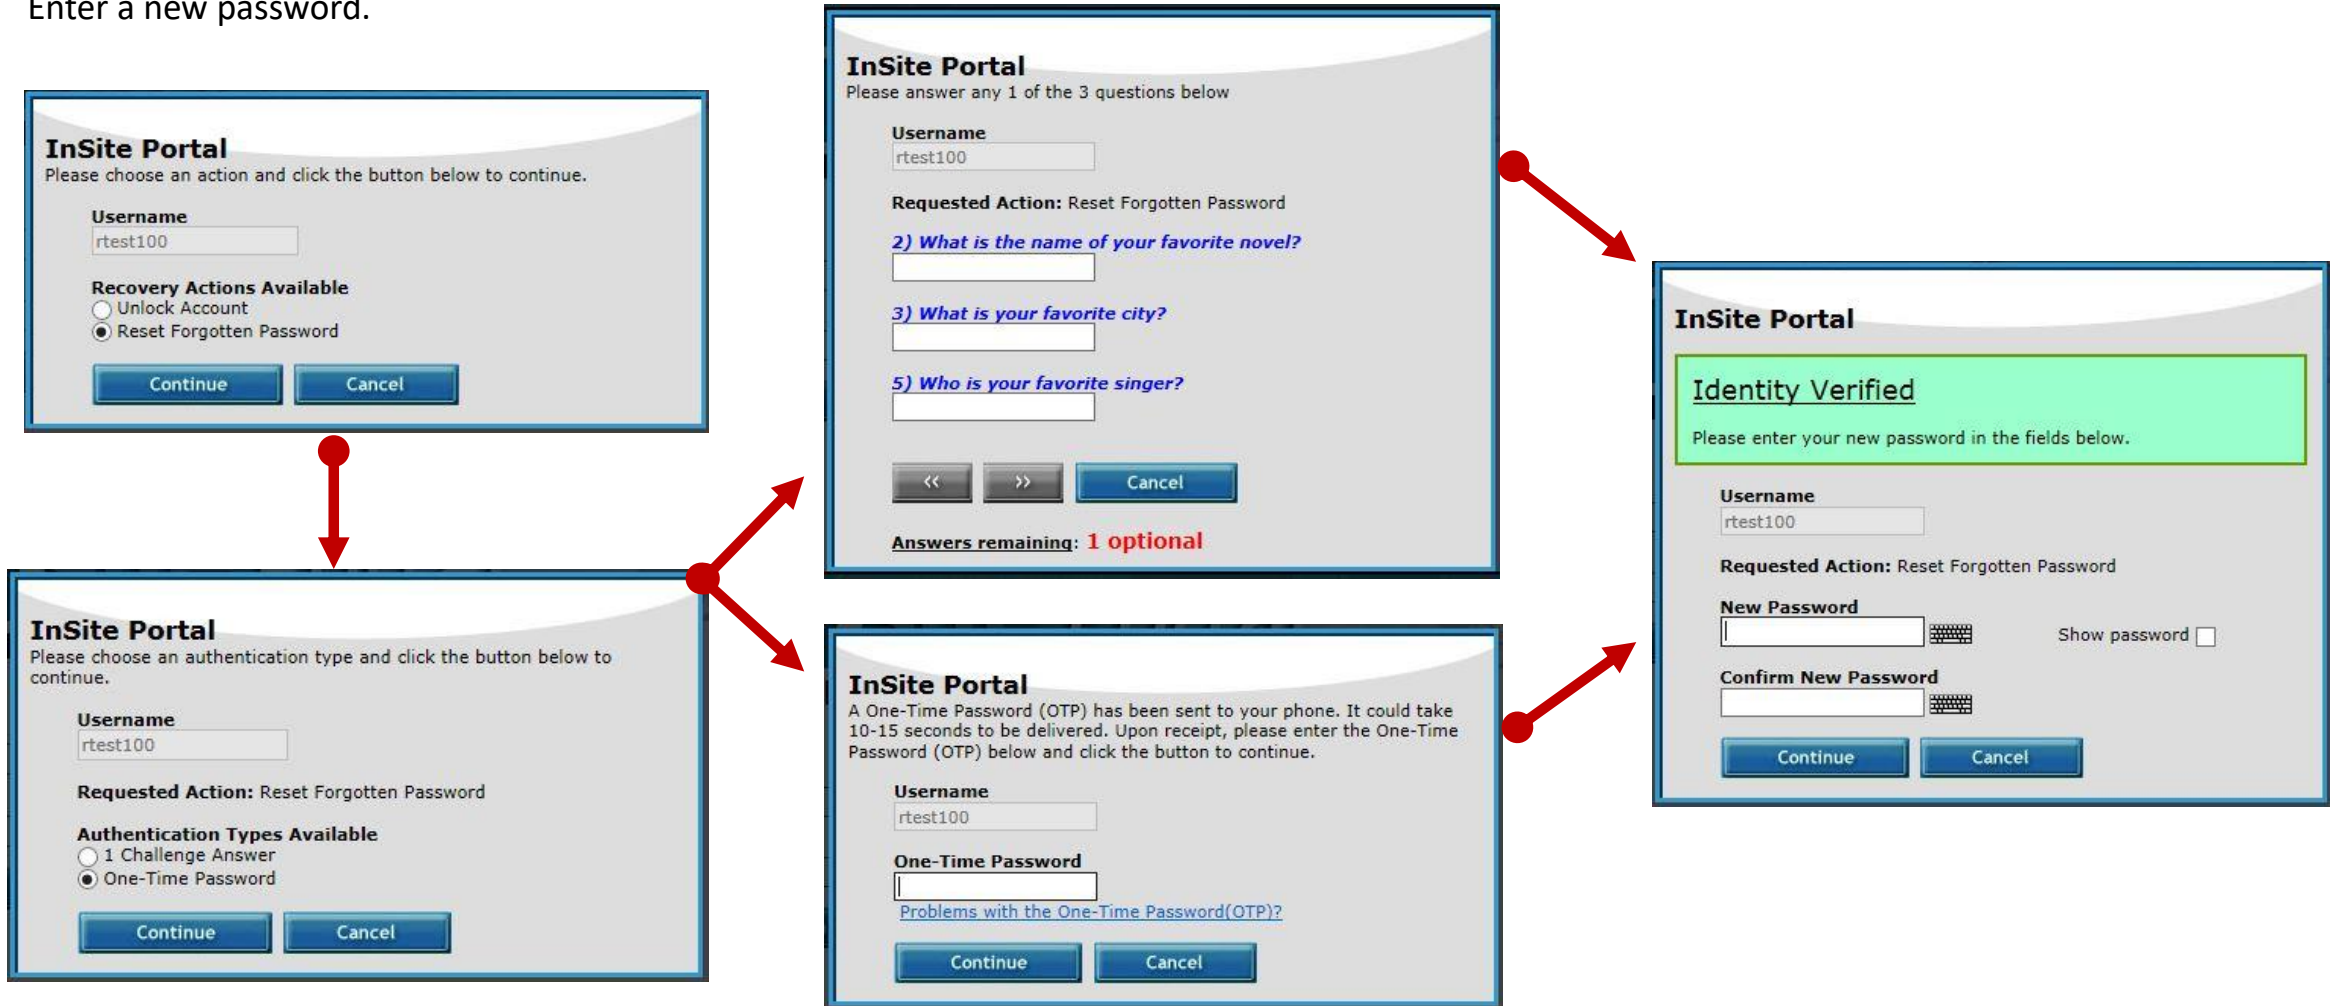 Enter a new password.
InSite Portal
Please choose an action and click the button below to continue.
Username
rtest100
Recovery Actions Available
Unlock Account
Reset Forgotten Password
Continue Cancel
InSite Portal
Please choose an authentication type and click the button below to
continue.
Username
rtest100
Requested Action: Reset Forgotten Password
Authentication Types Available
1 Challenge Answer
One-Time Password
Continue Cancel
InSite Portal
Please answer any 1 of the 3 questions below
Username
rtest100
Requested Action: Reset Forgotten Password
2) What is the name of your favorite novel?
3) What is your favorite city?
5) Who is your favorite singer?
<< >> Cancel
Answers remaining: 1 optional
InSite Portal
A One-Time Password (OTP) has been sent to your phone. It could take
10-15 seconds to be delivered. Upon receipt, please enter the One-Time
Password (OTP) below and click the button to continue.
Username
rtest100
One-Time Password
Problems with the One-Time Password(OTP)?
Continue Cancel
InSite Portal
Identity Verified
Please enter your new password in the fields below.
Username
rtest100
Requested Action: Reset Forgotten Password
New Password
Show password
Confirm New Password
Continue Cancel